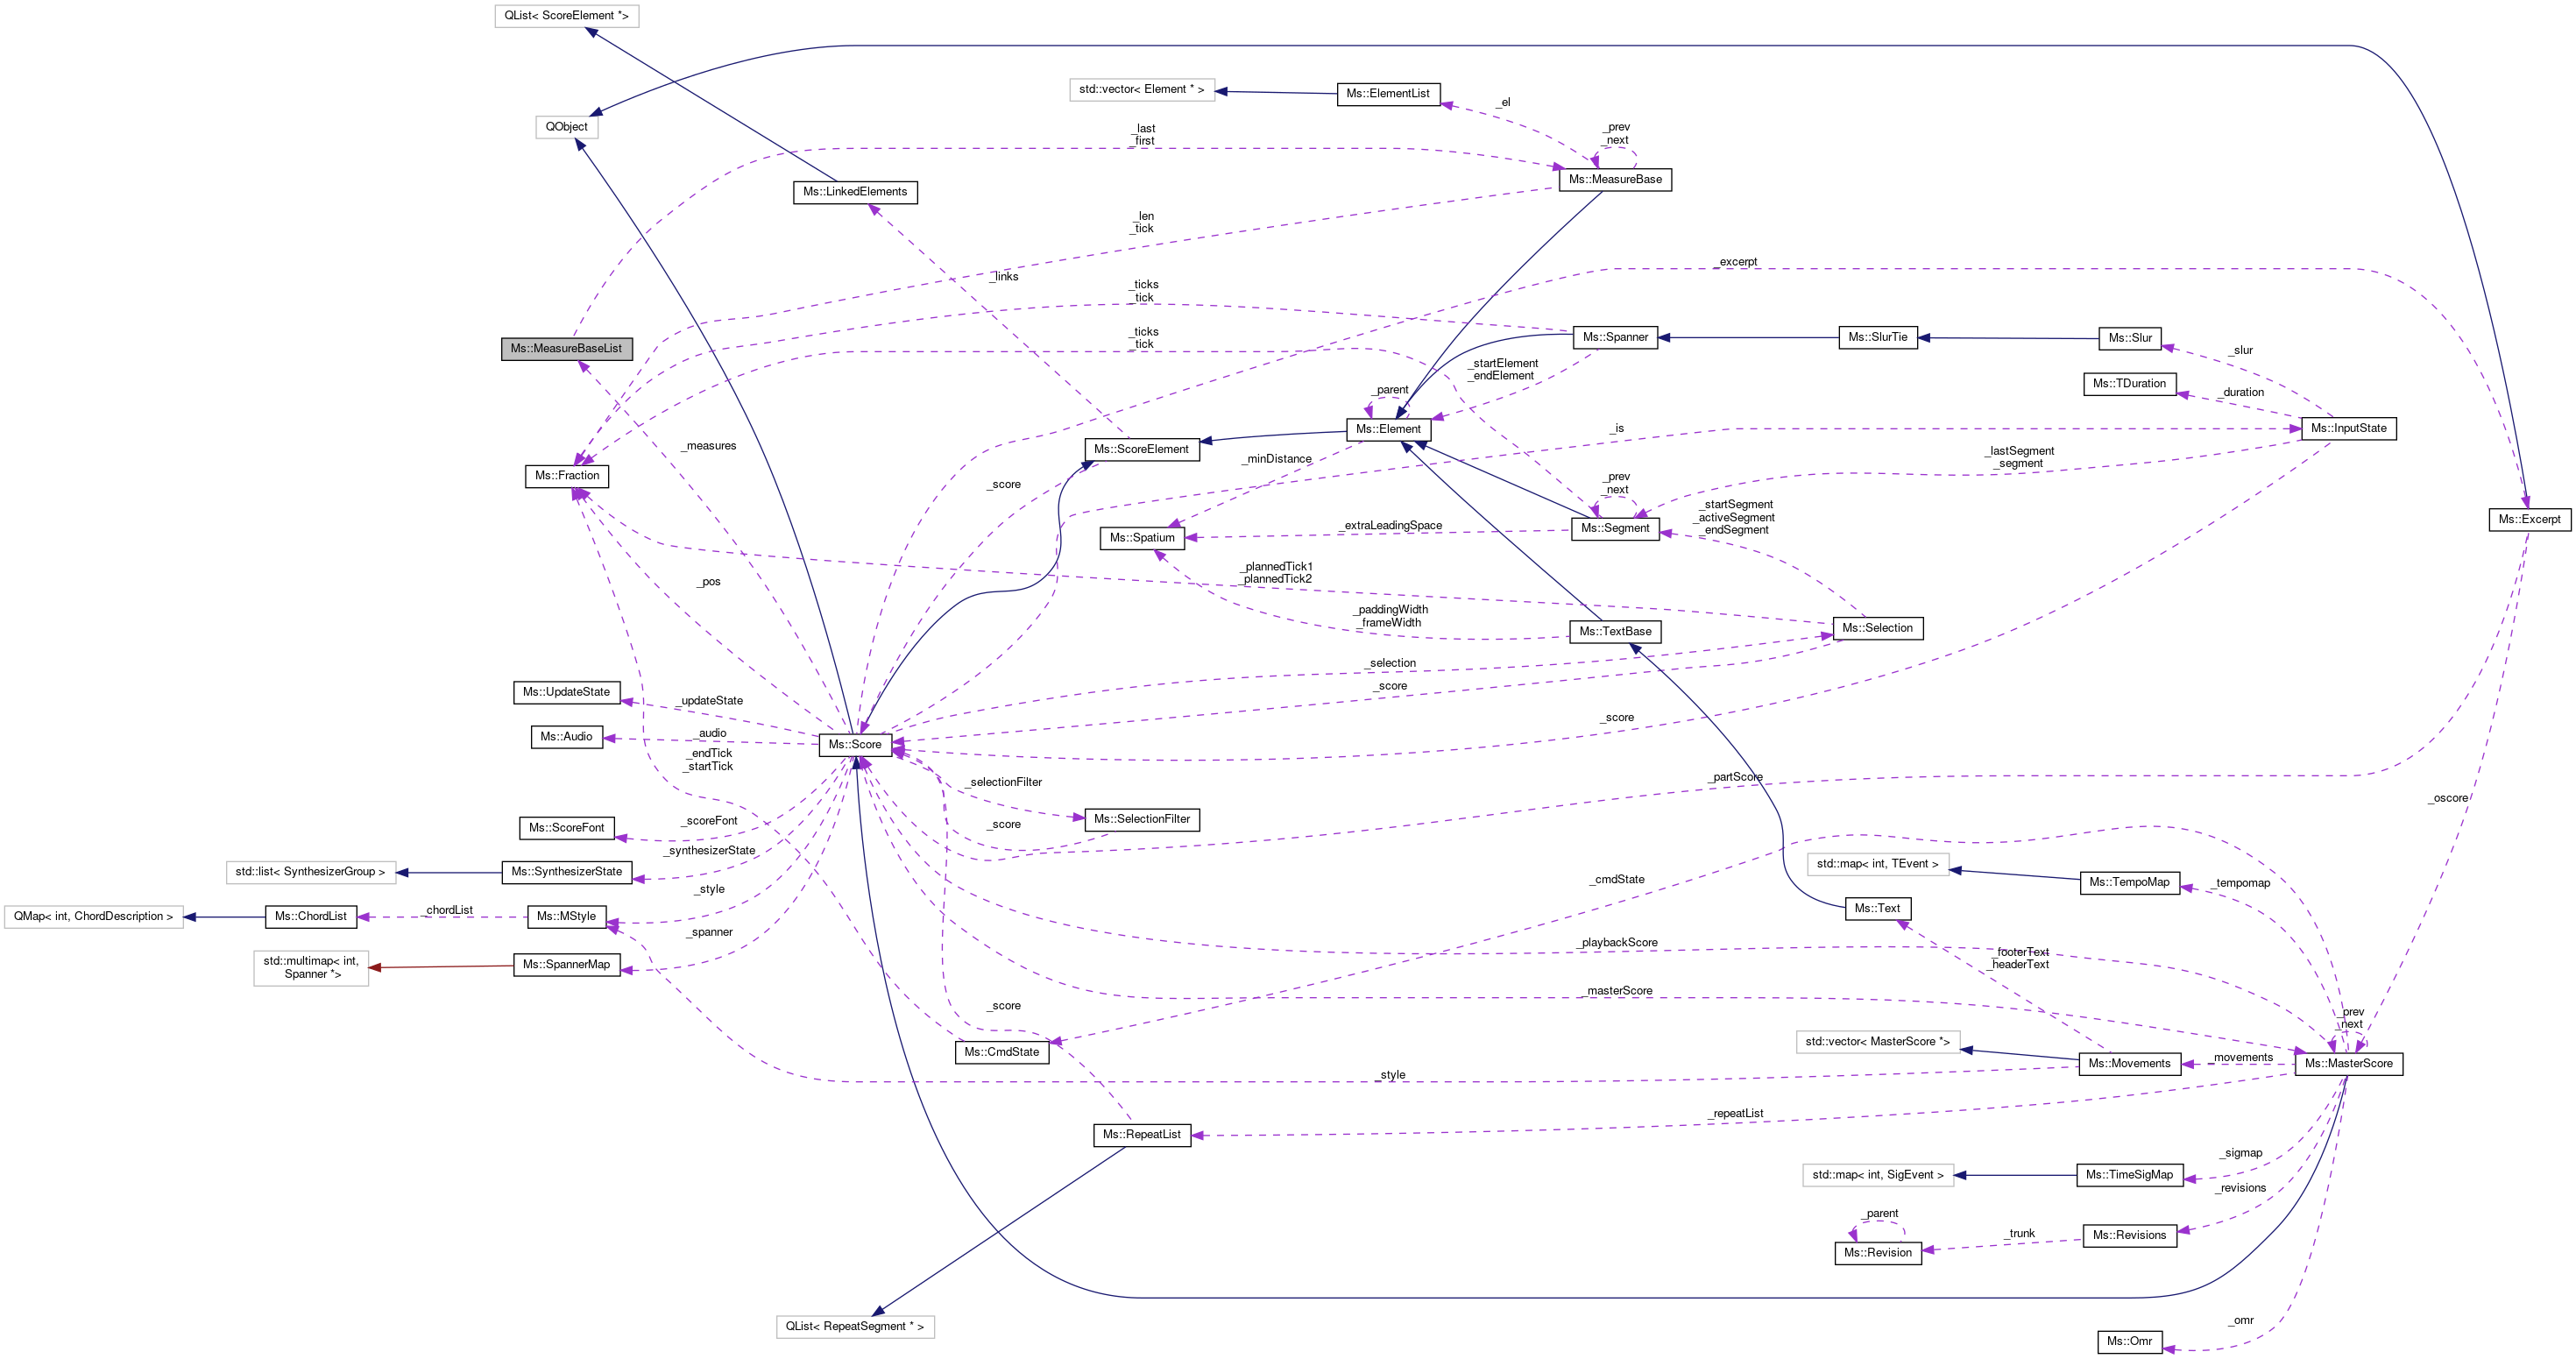 QList< ScoreElement *>
QObject
std::vector< Element * >
Ms::ElementList
_el
_prev
_next
_last
_first
Ms::MeasureBase
Ms::LinkedElements
_len
_tick
_links
_excerpt
_ticks
_tick
Ms::MeasureBaseList
_ticks
_tick
Ms::Spanner
Ms::SlurTie
Ms::Slur
_slur
_startElement
_endElement
Ms::TDuration
_duration
_parent
Ms::Element
_is
Ms::InputState
_measures
Ms::ScoreElement
_minDistance
_lastSegment
_segment
Ms::Fraction
_score
_prev
_next
_startSegment
_activeSegment
_endSegment
Ms::Excerpt
Ms::Spatium
_extraLeadingSpace
Ms::Segment
_pos
_plannedTick1
_plannedTick2
_paddingWidth
_frameWidth
Ms::TextBase
Ms::Selection
_selection
_score
Ms::UpdateState
_updateState
_score
Ms::Audio
_audio
Ms::Score
_endTick
_startTick
_selectionFilter
_partScore
_oscore
Ms::ScoreFont
_scoreFont
_score
Ms::SelectionFilter
_synthesizerState
std::list< SynthesizerGroup >
Ms::SynthesizerState
_cmdState
std::map< int, TEvent >
Ms::TempoMap
_tempomap
_style
QMap< int, ChordDescription >
Ms::ChordList
_chordList
Ms::MStyle
Ms::Text
_spanner
_playbackScore
_footerText
_headerText
std::multimap< int,
Spanner *>
Ms::SpannerMap
_masterScore
_score
_prev
_next
Ms::CmdState
std::vector< MasterScore *>
Ms::Movements
_movements
Ms::MasterScore
_style
_repeatList
Ms::RepeatList
_sigmap
std::map< int, SigEvent >
Ms::TimeSigMap
_revisions
_parent
Ms::Revision
_trunk
Ms::Revisions
QList< RepeatSegment * >
_omr
Ms::Omr